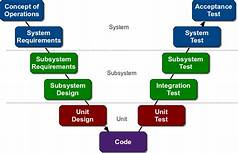 Concept of
Operations
Acceptance
Test
System
System
Requirements
System
Test
Subsystem
Requirements
Subsystem
Test
Subsystem
Subsystem
Design
Integration
Test
Unit
Design
Unit
Unit
Test
Code